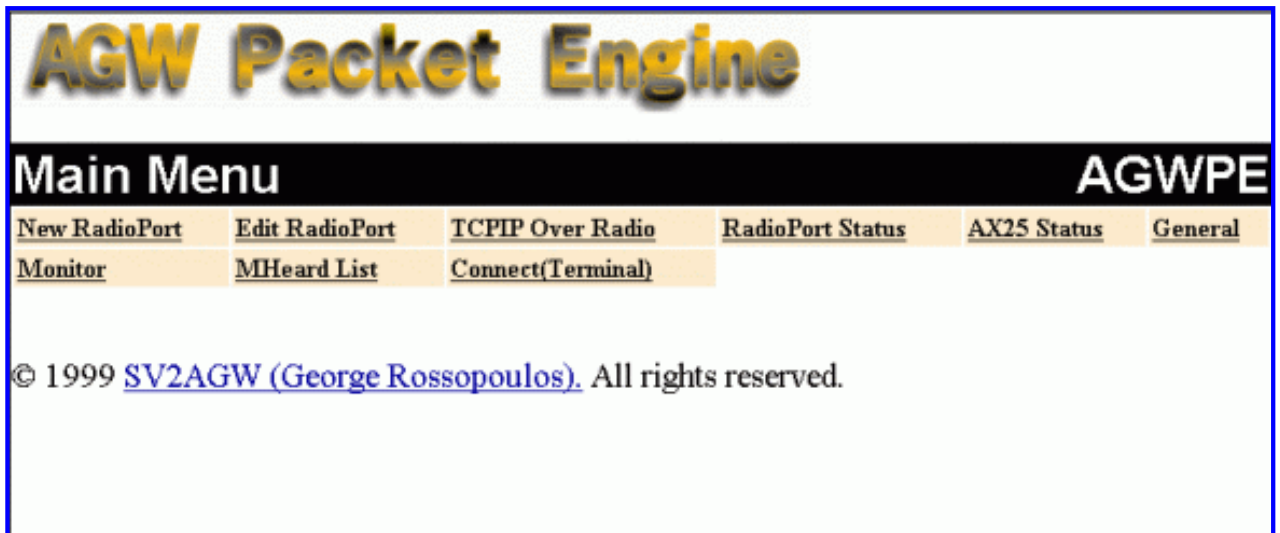 AGW Packet Engine
Main Menu AGWPE
New RadioPort Edit RadioPort TCPIP Over Radio RadioPort Status AX25 Status General
Monitor MHeard List Connect(Terminal)
© 1999 SV2AGW (George Rossopoulos). All rights reserved.